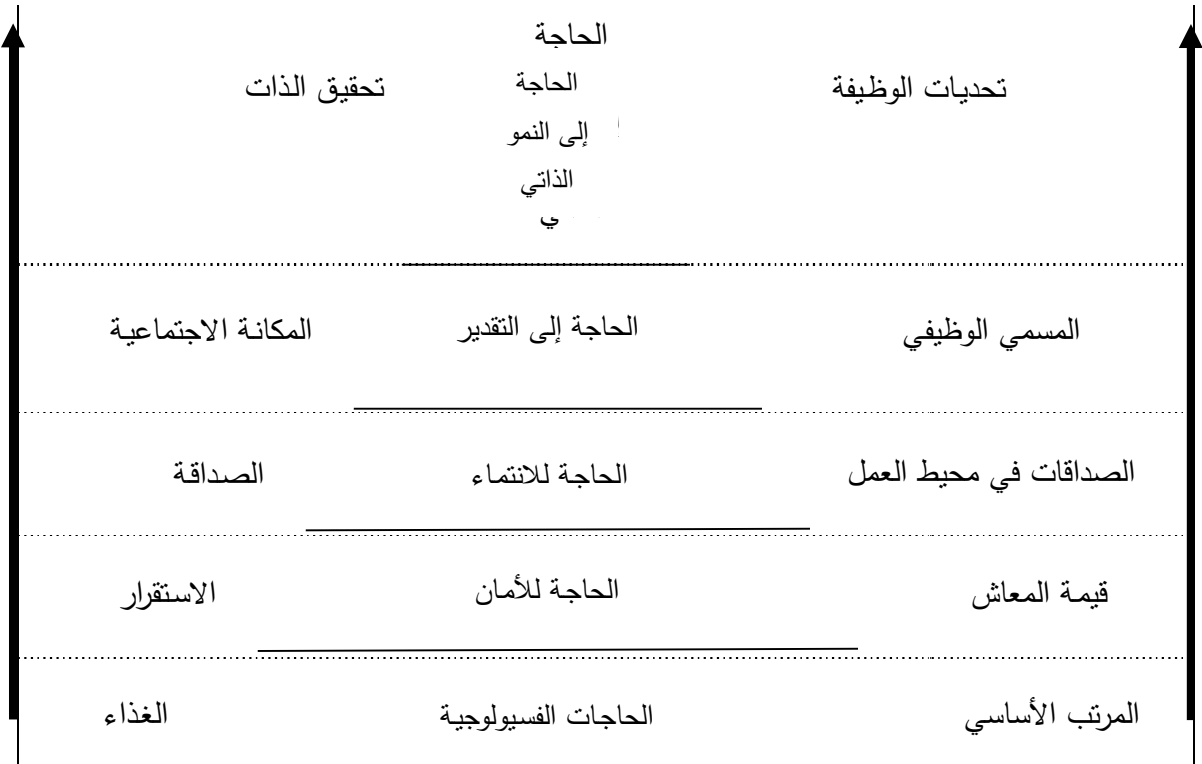 الحاجة
تحديات الوظيفة الحاجة تحقيق الذات
إلى النمو
الذاتي
ي
المسمي الوظيفي الحاجة إلى التقدير المكانة الاجتماعية
الصداقات في محيط العمل الحاجة للانتماء الصداقة
قيمة المعاش الحاجة للأمان الاستقرار
المرتب الأساسي الحاجات الفسيولوجية الغذاء